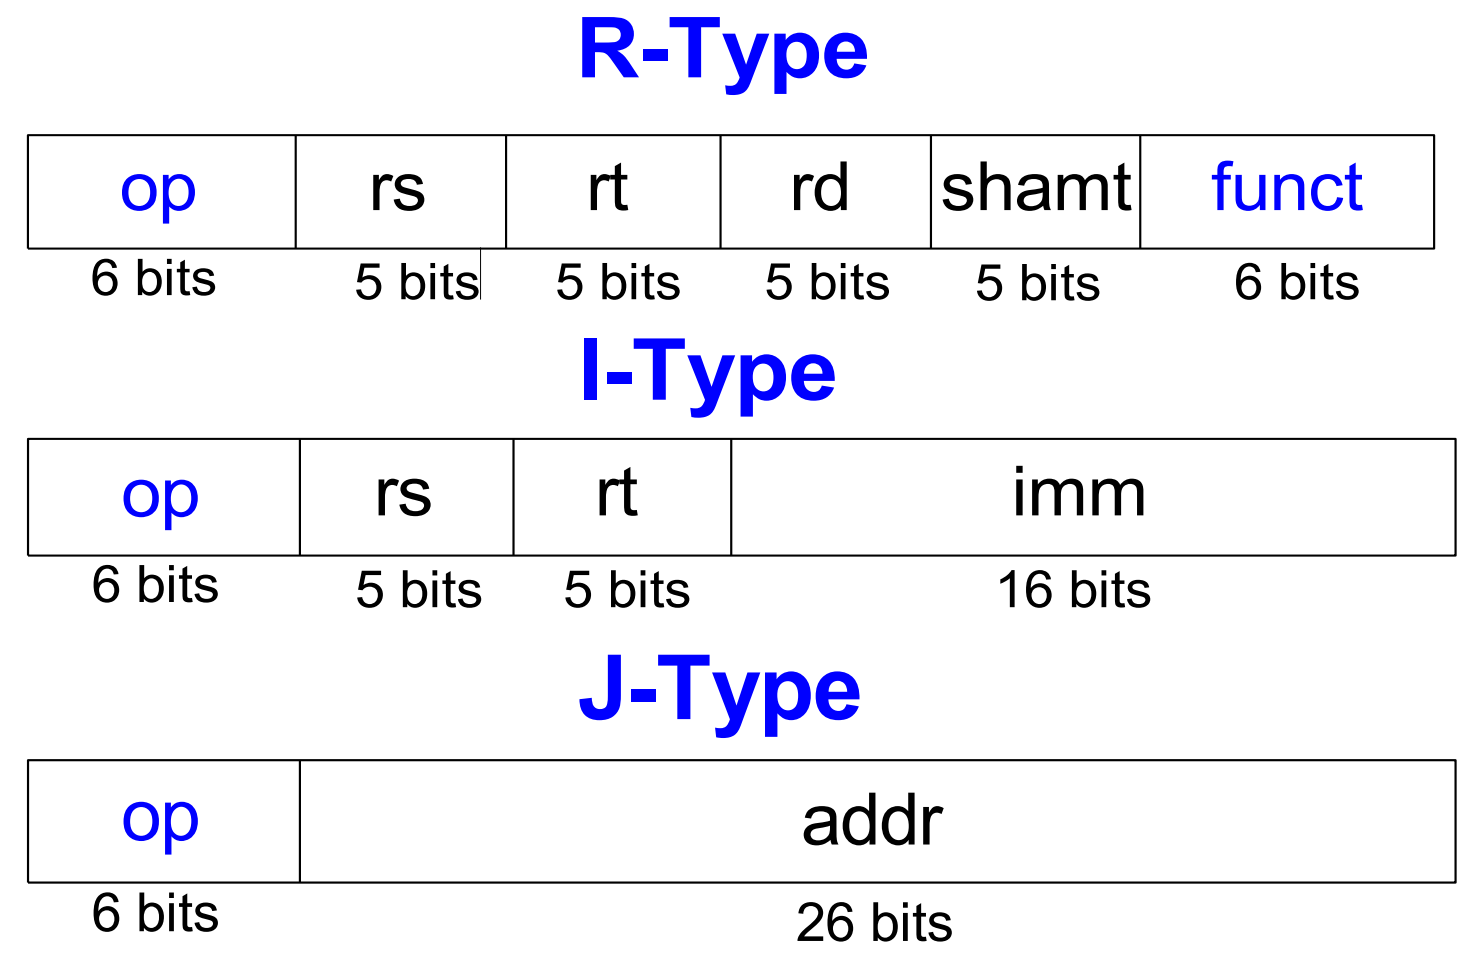 R-Type
op rs rt rd shamt funct
6 bits 5 bits 5 bits 5 bits 5 bits 6 bits
I-Type
op rs rt imm
6 bits 5 bits 5 bits 16 bits
J-Type
op addr
6 bits 26 bits